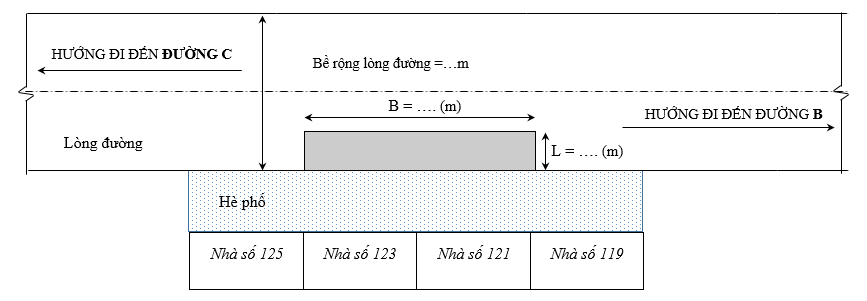 HƯỚNG ĐI ĐẾN ĐƯỜNG C
Bề rộng lòng đường =…m
B = …. (m)
HƯỚNG ĐI ĐẾN ĐƯỜNG B
Lòng đường
L = …. (m)
Hè phố
Nhà số 125
Nhà số 123
Nhà số 121
Nhà số 119